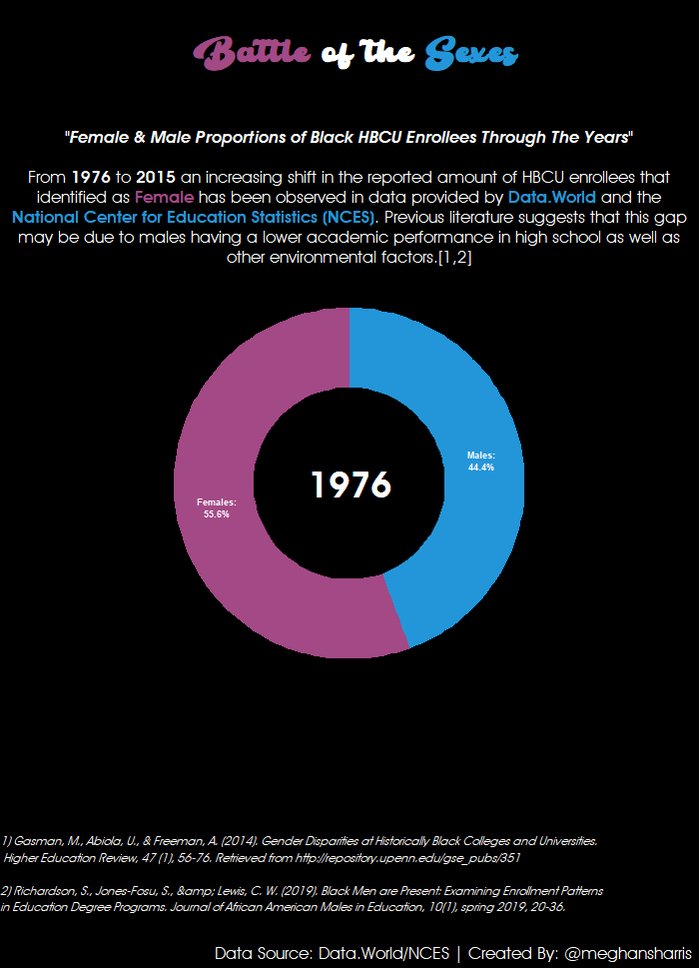 Battle of the Sexes
"Female & Male Proportions of Black HBCU Enrollees Through The Years"
From 1976 to 2015 an increasing shift in the reported amount of HBCU enrollees that
identified as Female has been observed in data provided by Data.World and the
National Center for Education Statistics (NCES). Previous literature suggests that this gap
may be due to males having a lower academic performance in high school as well as
other environmental factors.[1,2]
Males:
44.4%
1976
Females:
55.6%
1) Gasman, M., Abiola, U., & Freeman, A. (2014). Gender Disparities at Historically Black Colleges and Universities.
Higher Education Review, 47 (1), 56-76. Retrieved from http://repository.upenn.edu/gse_pubs/351
2) Richardson, S., Jones-Fosu, S., &amp; Lewis, C. W. (2019). Black Men are Present: Examining Enrollment Patterns
in Education Degree Programs. Journal of African American Males in Education, 10(1), spring 2019, 20-36.
Data Source: Data.World/NCES | Created By: @meghansharris